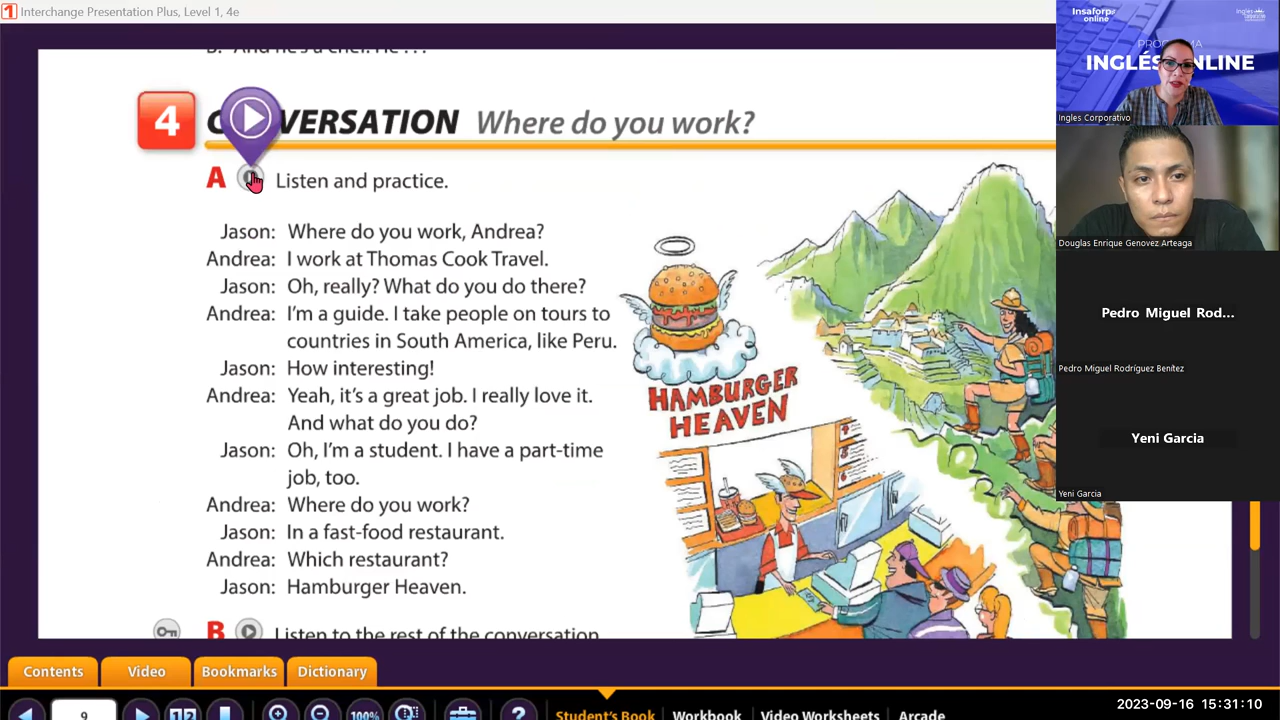 Interchange Presentation Plus, Level 1, 4e
B: And he's a chef. He . . .
4
VERSATION Where do you work?
A Listen and practice.
Jason: Where do you work, Andrea?
Andrea: I work at Thomas Cook Travel.
Jason: Oh, really? What do you do there?
Andrea: I'm a guide. I take people on tours to
countries in South America, like Peru.
Jason: How interesting!
Andrea: Yeah, it's a great job. I really love it.
And what do you do?
Jason: Oh, I'm a student. I have a part-time
job, too.
Andrea: Where do you work?
Jason: In a fast-food restaurant.
Andrea: Which restaurant?
Jason: Hamburger Heaven.
B Listen to the rest of the conversation
HAMBURGER
HEAVEN
Insaforp
online
PROGRAMA
INGLÉS ONLINE
Ingles Corporativo
Douglas Enrique Genovez Arteaga
Pedro Miguel Rod...
Pedro Miguel Rodríguez Benítez
Yeni Garcia
Yeni Garcia
Contents Video Bookmarks Dictionary
9
100%
?
Student's Book Workbook Video Worksheets Arcade
2023-09-16 15:31:10